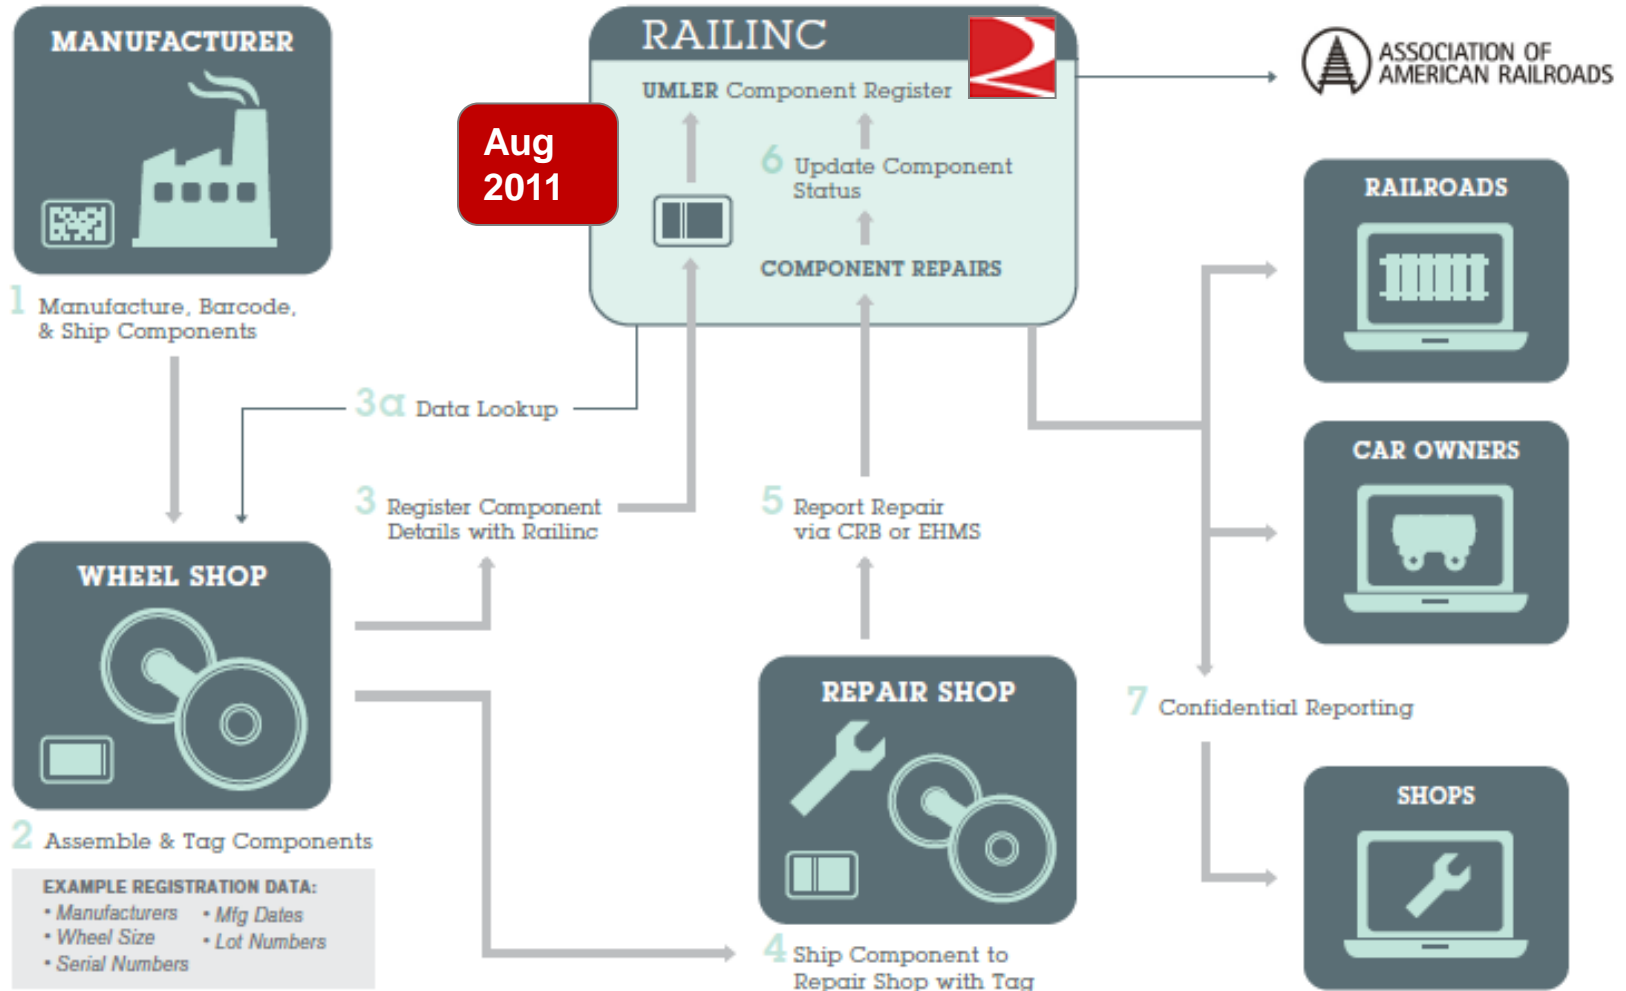 MANUFACTURER
1 Manufacture, Barcode,
& Ship Components
RAILINC
UMLER Component Register
Aug
2011
6 Update Component
Status
COMPONENT REPAIRS
ASSOCIATION OF
AMERICAN RAILROADS
RAILROADS
3a Data Lookup
3 Register Component
Details with Railinc
5 Report Repair
via CRB or EHMS
CAR OWNERS
WHEEL SHOP
2 Assemble & Tag Components
EXAMPLE REGISTRATION DATA:
• Manufacturers • Mfg Dates
• Wheel Size • Lot Numbers
• Serial Numbers
REPAIR SHOP
4 Ship Component to
Repair Shop with Tag
7 Confidential Reporting
SHOPS